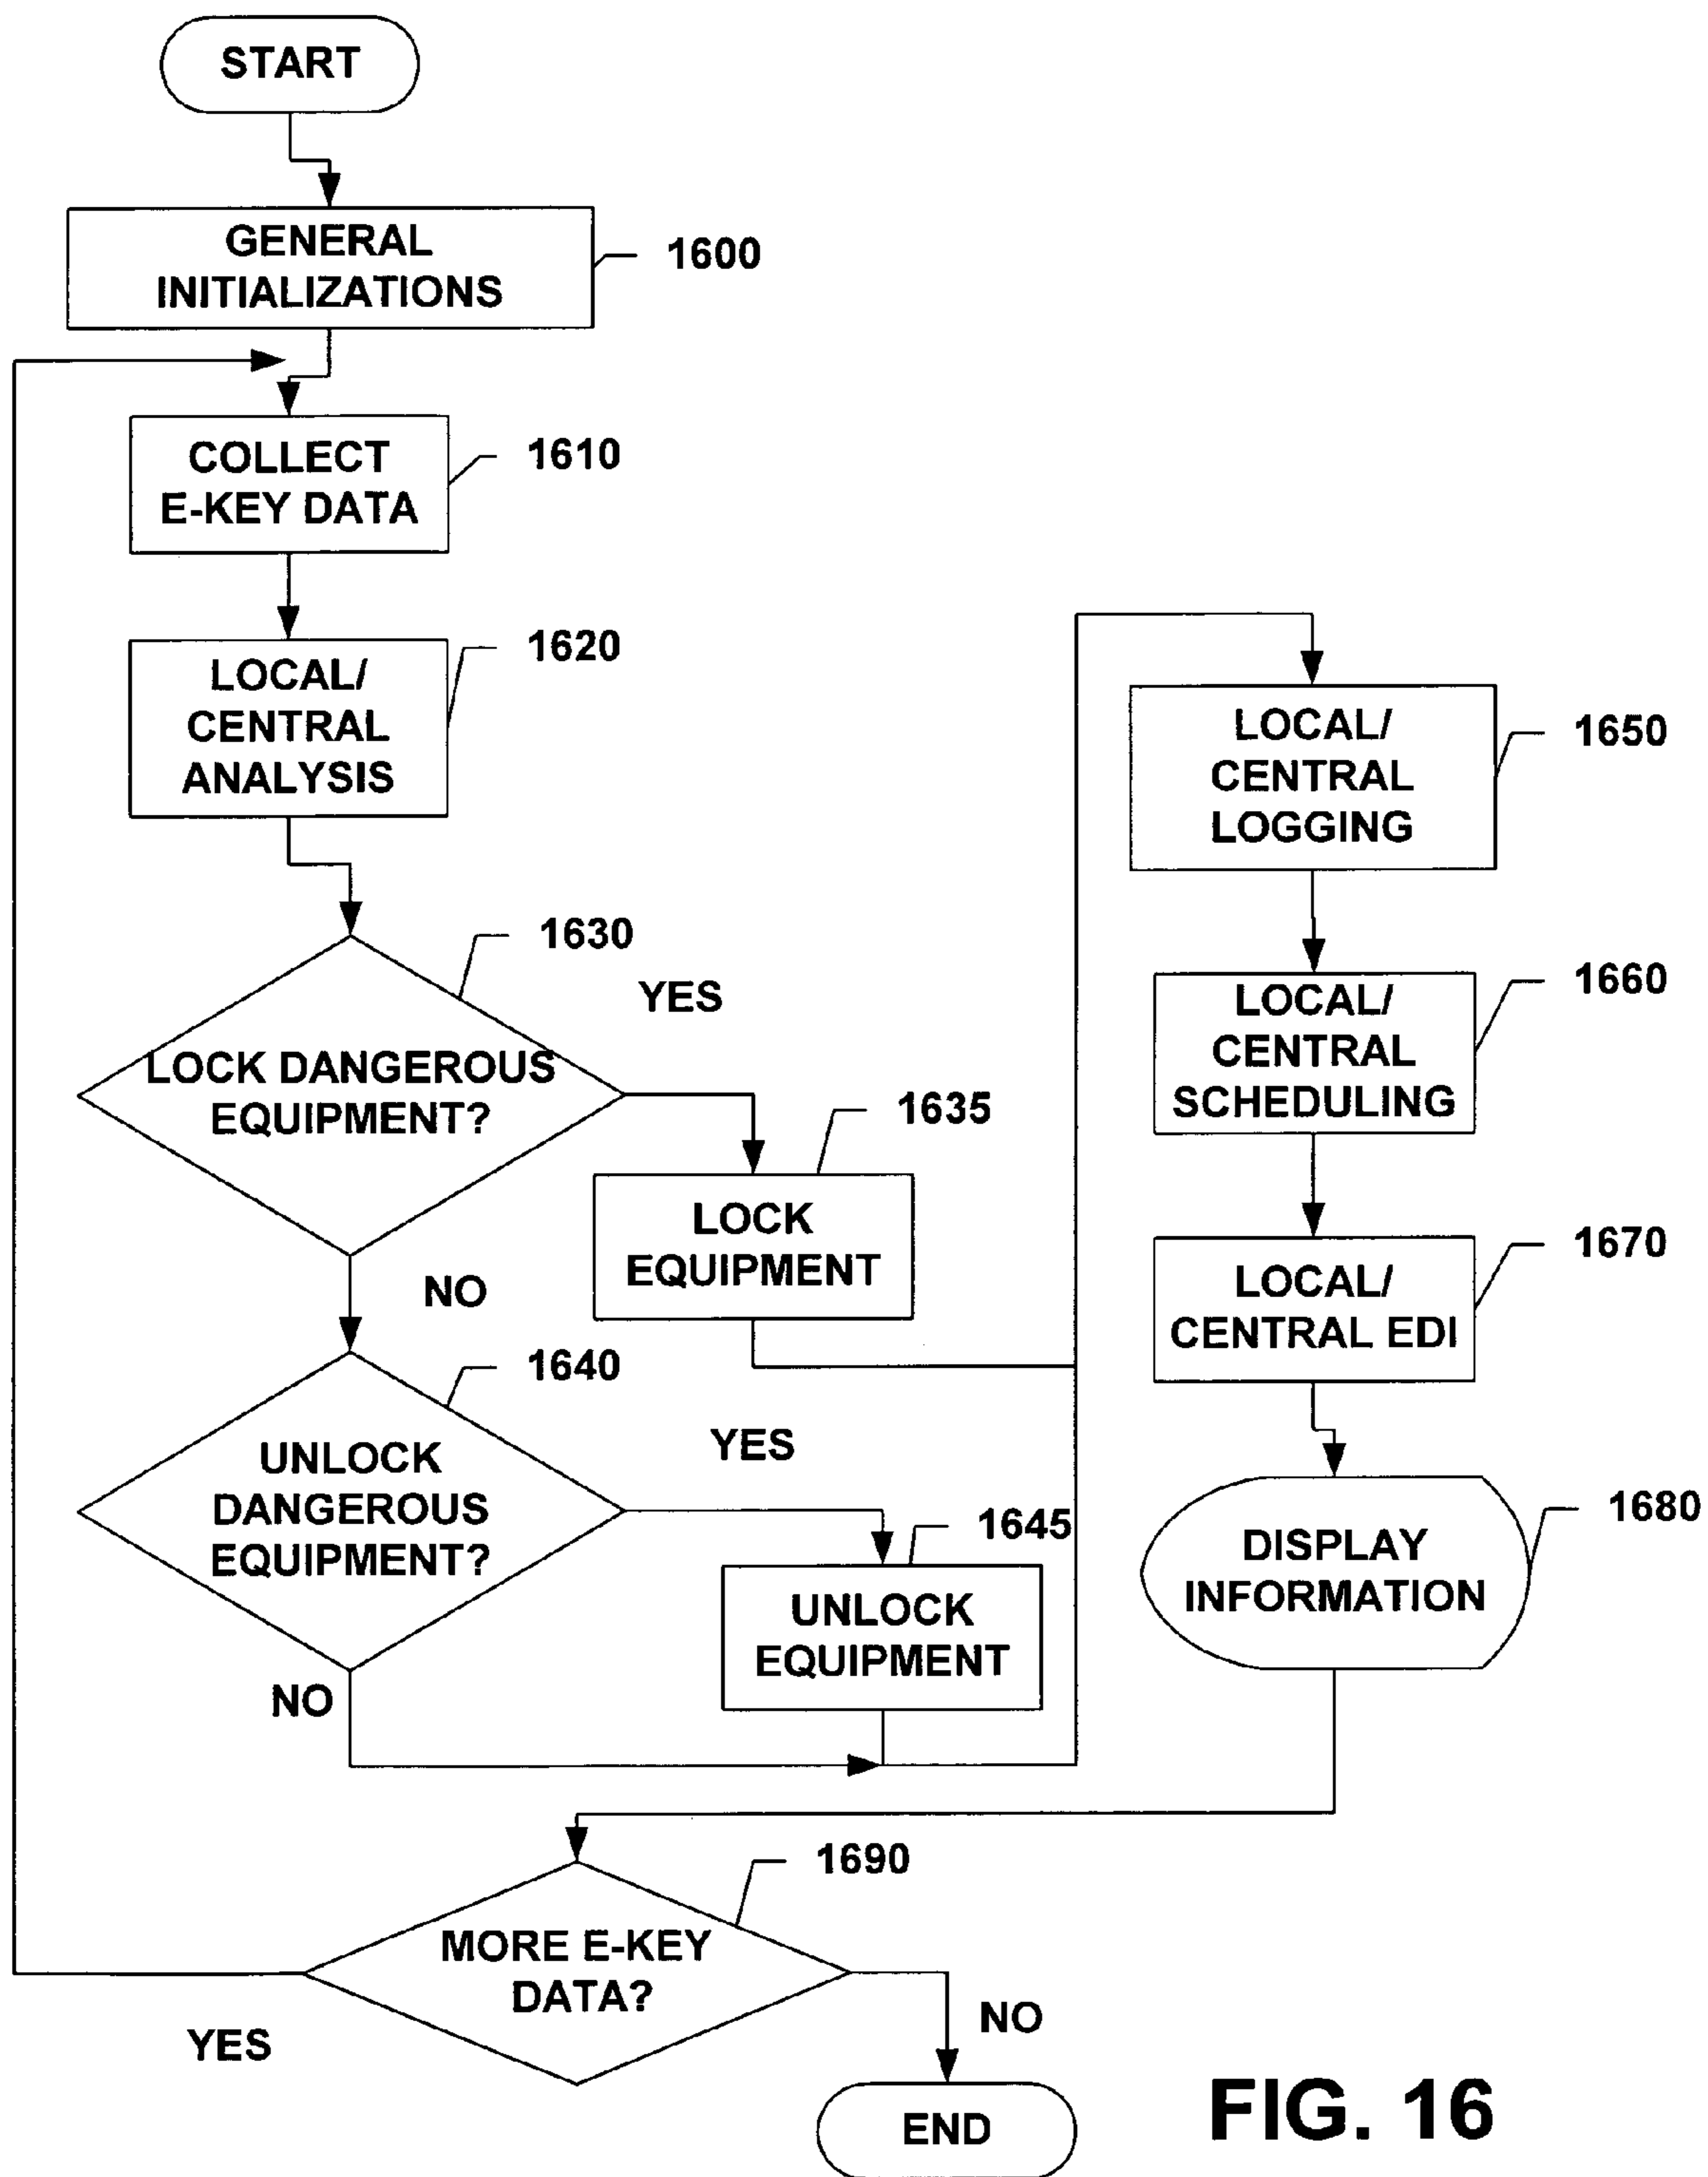 START
GENERAL
INITIALIZATIONS
1600
COLLECT
E-KEY DATA
1610
LOCAL/
CENTRAL
ANALYSIS
1620
LOCK DANGEROUS
EQUIPMENT?
1630
YES
NO
LOCK
EQUIPMENT
1635
UNLOCK
DANGEROUS
EQUIPMENT?
1640
YES
NO
UNLOCK
EQUIPMENT
1645
LOCAL/
CENTRAL
LOGGING
1650
LOCAL/
CENTRAL
SCHEDULING
1660
LOCAL/
CENTRAL EDI
1670
DISPLAY
INFORMATION
1680
MORE E-KEY
DATA?
1690
YES
NO
END
FIG. 16